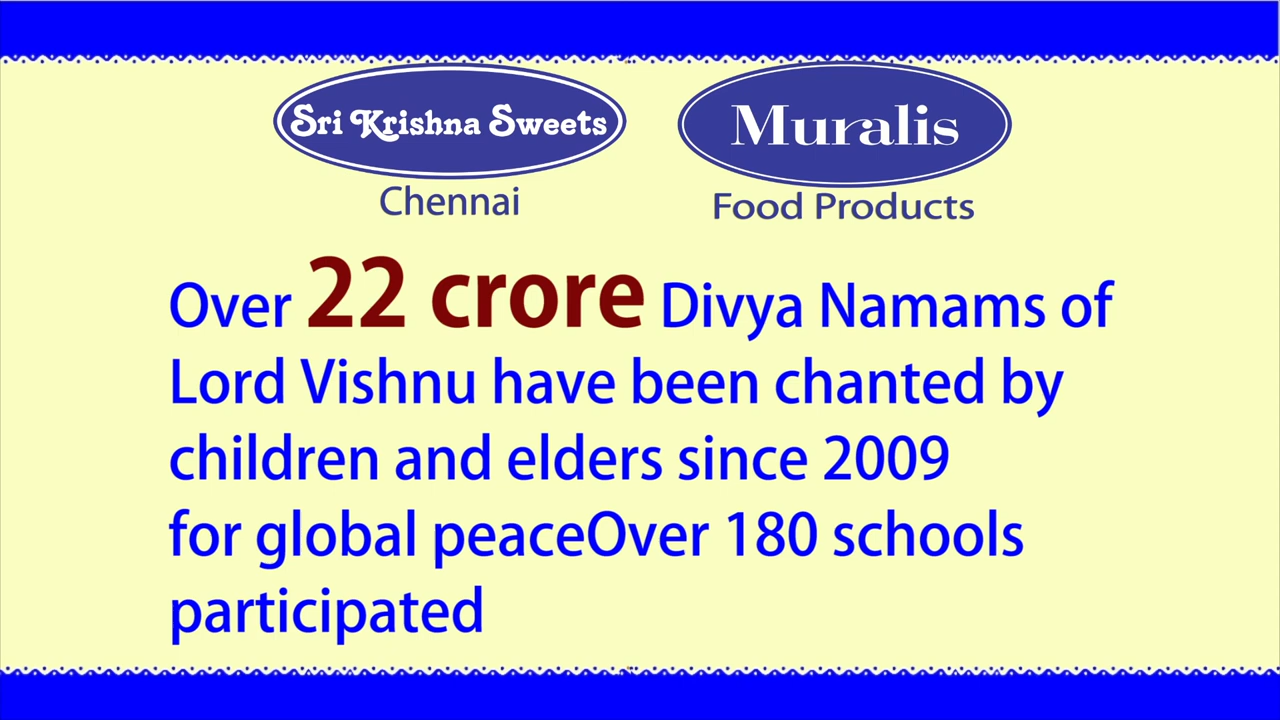 Sri Krishna Sweets
Chennai
Muralis
Food Products
Over 22 crore Divya Namams of
Lord Vishnu have been chanted by
children and elders since 2009
for global peaceOver 180 schools
participated